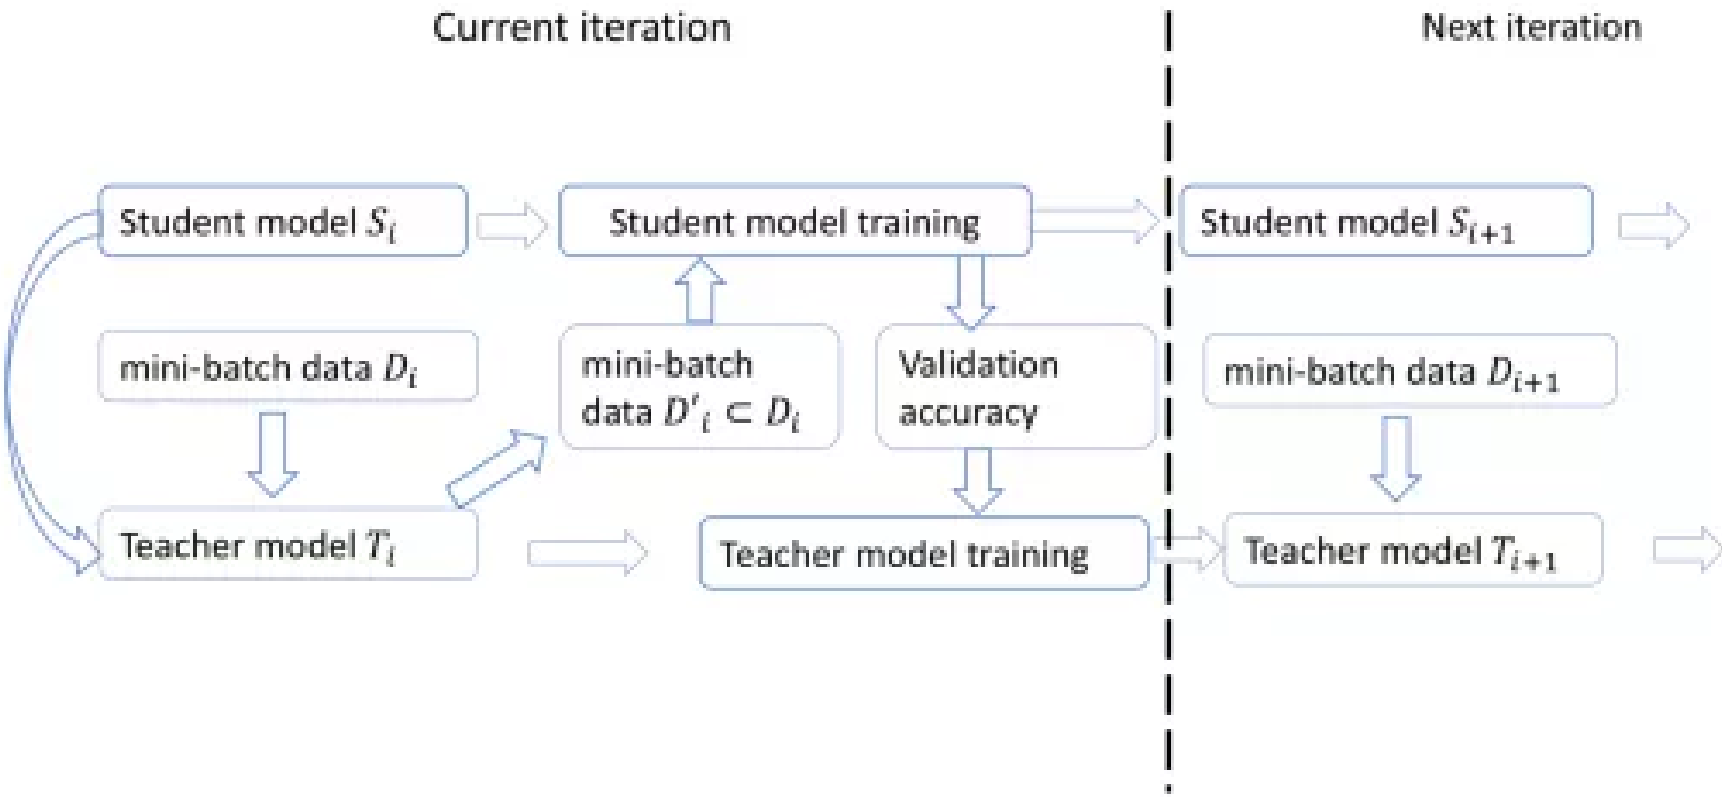 Current iteration
Next iteration
Student model Sᵢ
Student model training
Student model Sᵢ₊₁
mini-batch data Dᵢ
mini-batch
data D′ᵢ ⊂ Dᵢ
Validation
accuracy
mini-batch data Dᵢ₊₁
Teacher model Tᵢ
Teacher model training
Teacher model Tᵢ₊₁